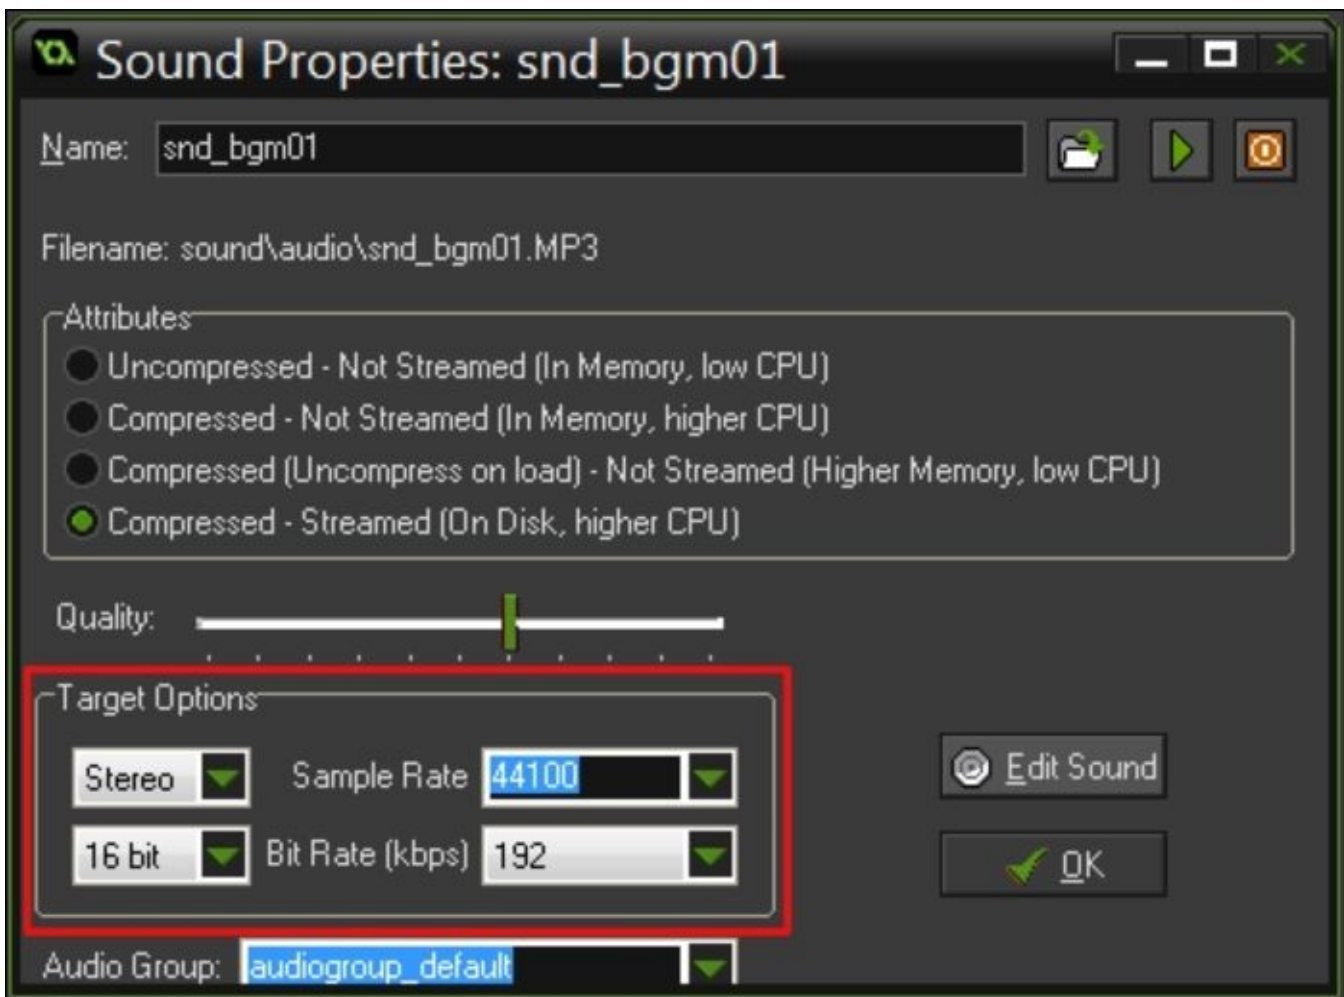 Sound Properties: snd_bgm01
Name: snd_bgm01
Filename: sound\audio\snd_bgm01.MP3
Attributes
Uncompressed - Not Streamed (In Memory, low CPU)
Compressed - Not Streamed (In Memory, higher CPU)
Compressed (Uncompress on load) - Not Streamed (Higher Memory, low CPU)
Compressed - Streamed (On Disk, higher CPU)
Quality:
Target Options
Stereo Sample Rate 44100
16 bit Bit Rate (kbps) 192
Edit Sound
OK
Audio Group: audiogroup_default